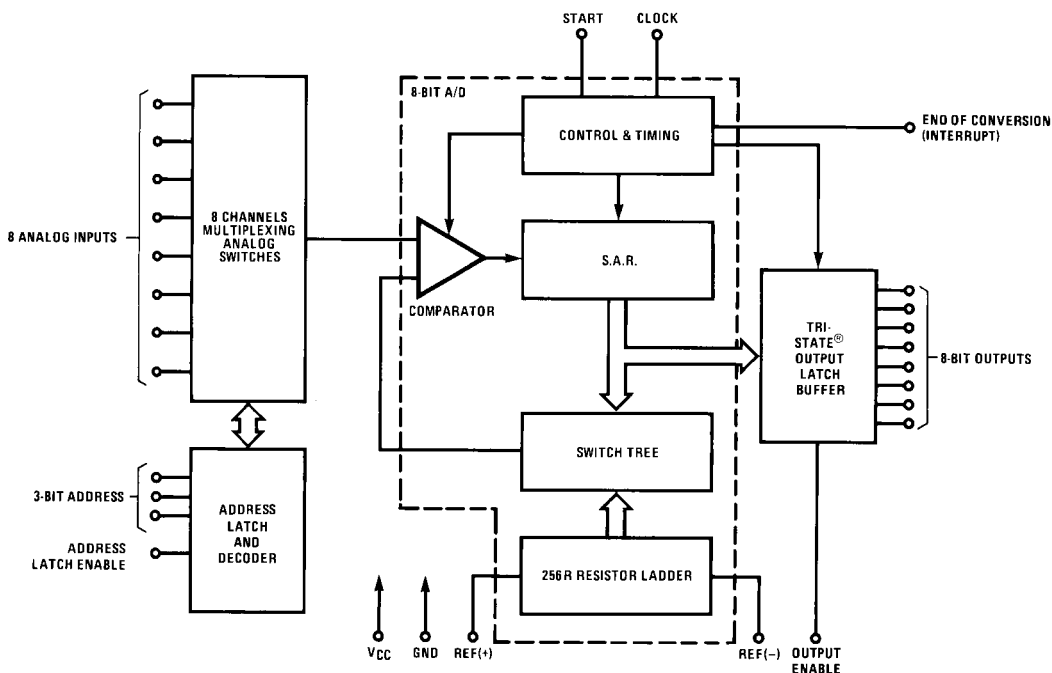 START
CLOCK
8-BIT A/D
CONTROL & TIMING
END OF CONVERSION
(INTERRUPT)
8 ANALOG INPUTS
8 CHANNELS
MULTIPLEXING
ANALOG
SWITCHES
S.A.R.
COMPARATOR
TRI-
STATE®
OUTPUT
LATCH
BUFFER
8-BIT OUTPUTS
SWITCH TREE
3-BIT ADDRESS
ADDRESS
LATCH ENABLE
ADDRESS
LATCH
AND
DECODER
256R RESISTOR LADDER
VCC
GND
REF(+)
REF(−)
OUTPUT
ENABLE